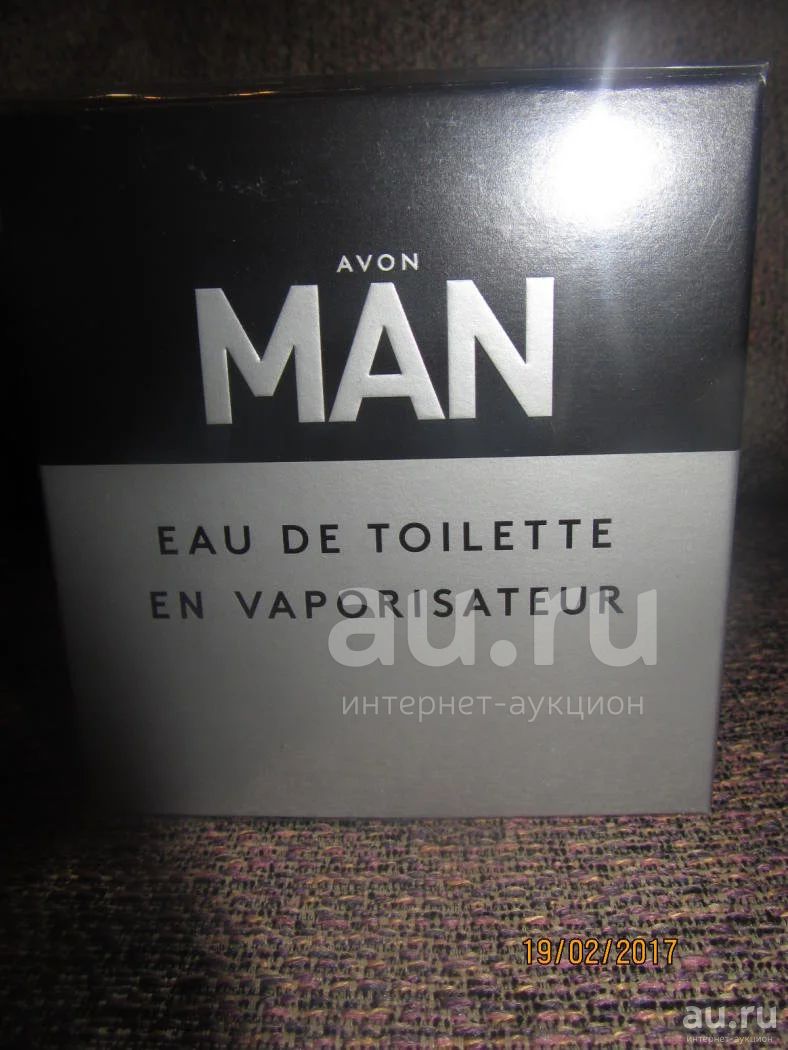 AVON
MAN
EAU DE TOILETTE
EN VAPORISATEUR
au.ru
интернет-аукцион
19/02/2017
au.ru
интернет-аукцион